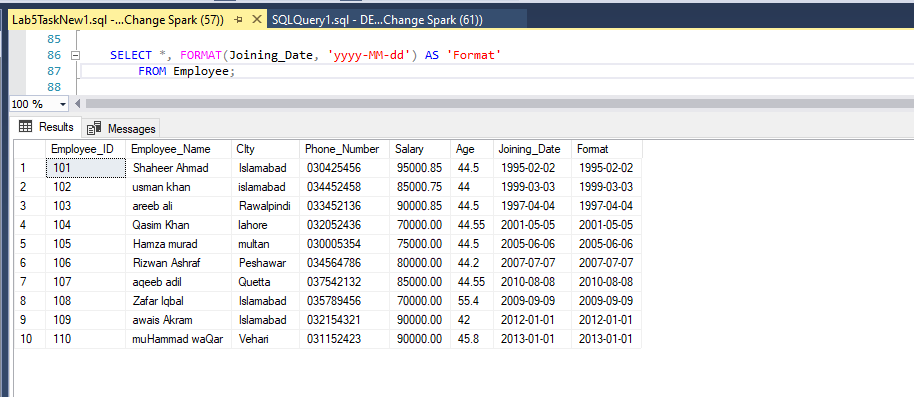 Lab5TaskNew1.sql -...Change Spark (57)) SQLQuery1.sql - DE...Change Spark (61))
85
86 SELECT *, FORMAT(Joining_Date, 'yyyy-MM-dd') AS 'Format'
87 FROM Employee;
88
100 %
Results Messages
Employee_ID Employee_Name CIty Phone_Number Salary Age Joining_Date Format
1 101 Shaheer Ahmad Islamabad 030425456 95000.85 44.5 1995-02-02 1995-02-02
2 102 usman khan islamabad 034452458 85000.75 44 1999-03-03 1999-03-03
3 103 areeb ali Rawalpindi 033452136 90000.85 44.5 1997-04-04 1997-04-04
4 104 Qasim Khan lahore 032052436 70000.00 44.55 2001-05-05 2001-05-05
5 105 Hamza murad multan 030005354 75000.00 44.5 2005-06-06 2005-06-06
6 106 Rizwan Ashraf Peshawar 034564786 80000.00 44.2 2007-07-07 2007-07-07
7 107 aqeeb adil Quetta 037542132 85000.00 44.55 2010-08-08 2010-08-08
8 108 Zafar Iqbal Islamabad 035789456 70000.00 55.4 2009-09-09 2009-09-09
9 109 awais Akram Islamabad 032154321 90000.00 42 2012-01-01 2012-01-01
10 110 muHammad waQar Vehari 031152423 90000.00 45.8 2013-01-01 2013-01-01